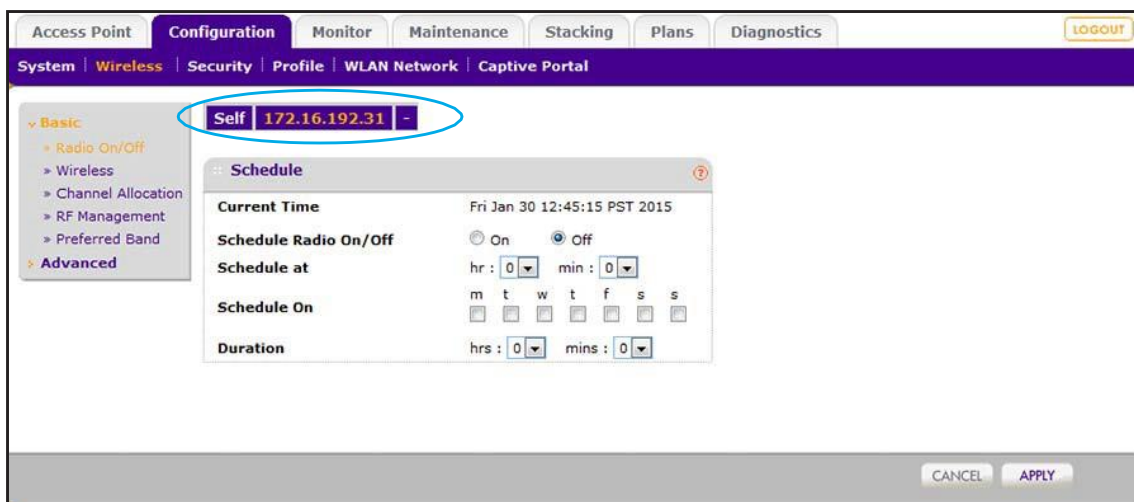 Access Point Configuration Monitor Maintenance Stacking Plans Diagnostics LOGOUT
System Wireless Security Profile WLAN Network Captive Portal
Basic
Radio On/Off
Wireless
Channel Allocation
RF Management
Preferred Band
Advanced
Self 172.16.192.31 -
Schedule ?
Current Time Fri Jan 30 12:45:15 PST 2015
Schedule Radio On/Off On Off
Schedule at hr : 0 min : 0
Schedule On m t w t f s s
Duration hrs : 0 mins : 0
CANCEL APPLY